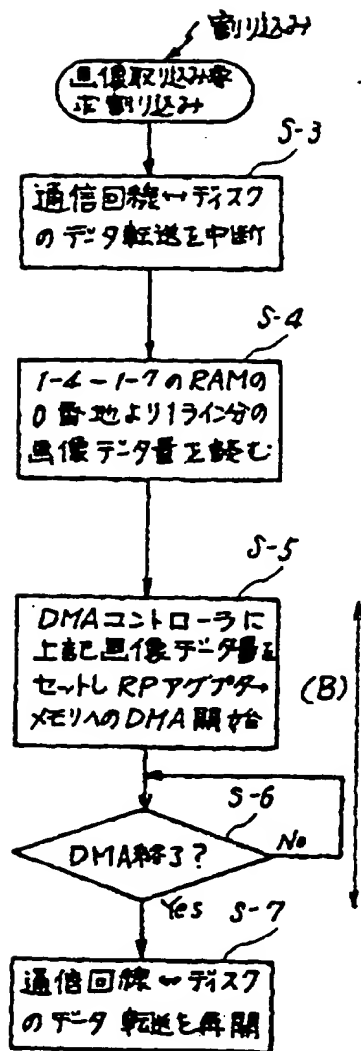 割り込み
画像取り込み要
求割り込み
S-3
通信回線↔ディスク
のデータ転送を中断
S-4
1-4-1-7のRAMの
0番地より1ライン分の
画像データ量を読む
S-5
DMAコントローラに
上記画像データ量を
セットしRPアダプタ→
メモリへのDMA開始
(B)
S-6
DMA終了?
No
Yes
S-7
通信回線↔ディスク
のデータ転送を再開